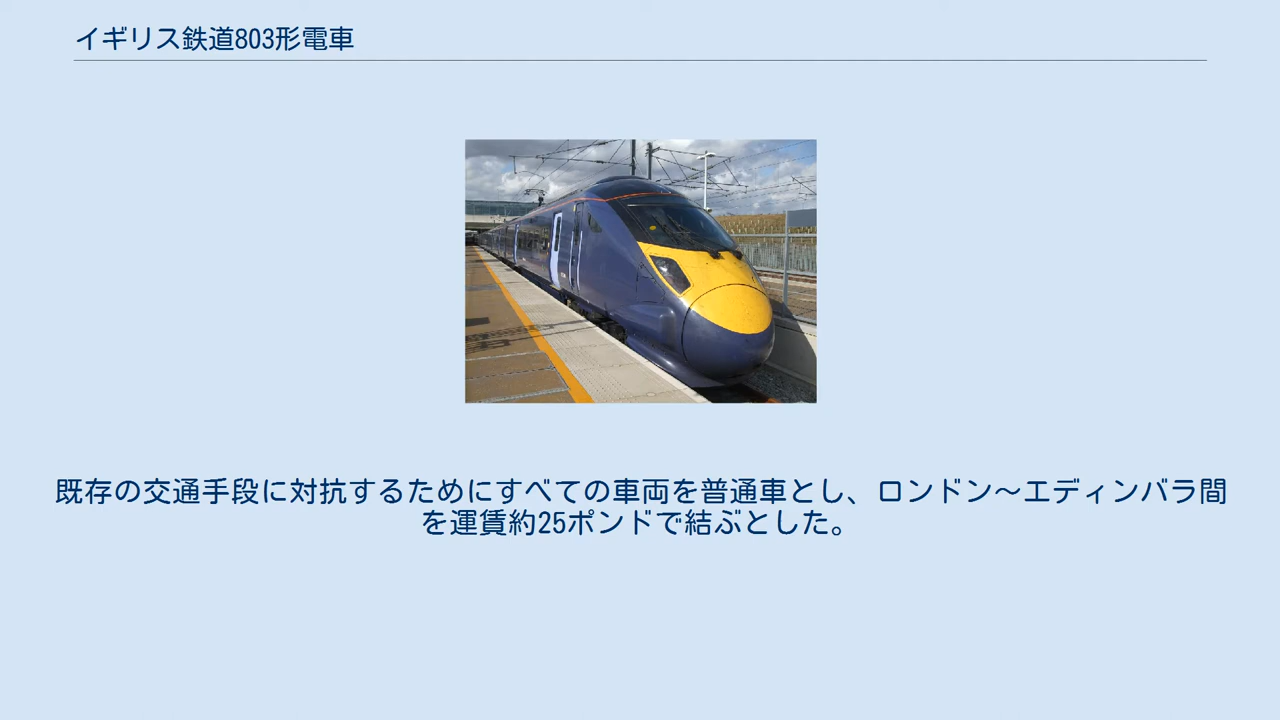 イギリス鉄道803形電車
既存の交通手段に対抗するためにすべての車両を普通車とし、ロンドン～エディンバラ間
を運賃約25ポンドで結ぶとした。